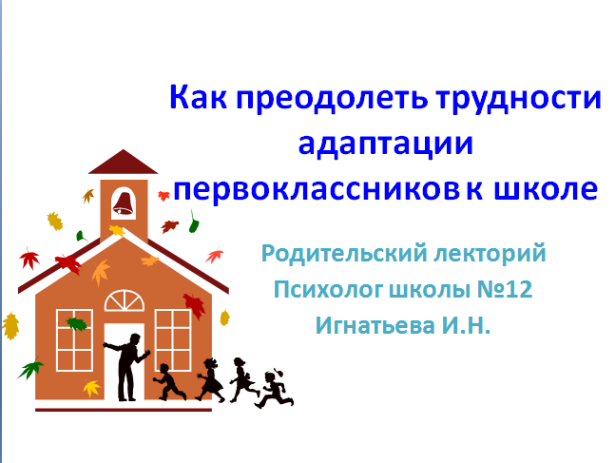 Как преодолеть трудности
адаптации
первоклассников к школе
Родительский лекторий
Психолог школы №12
Игнатьева И.Н.